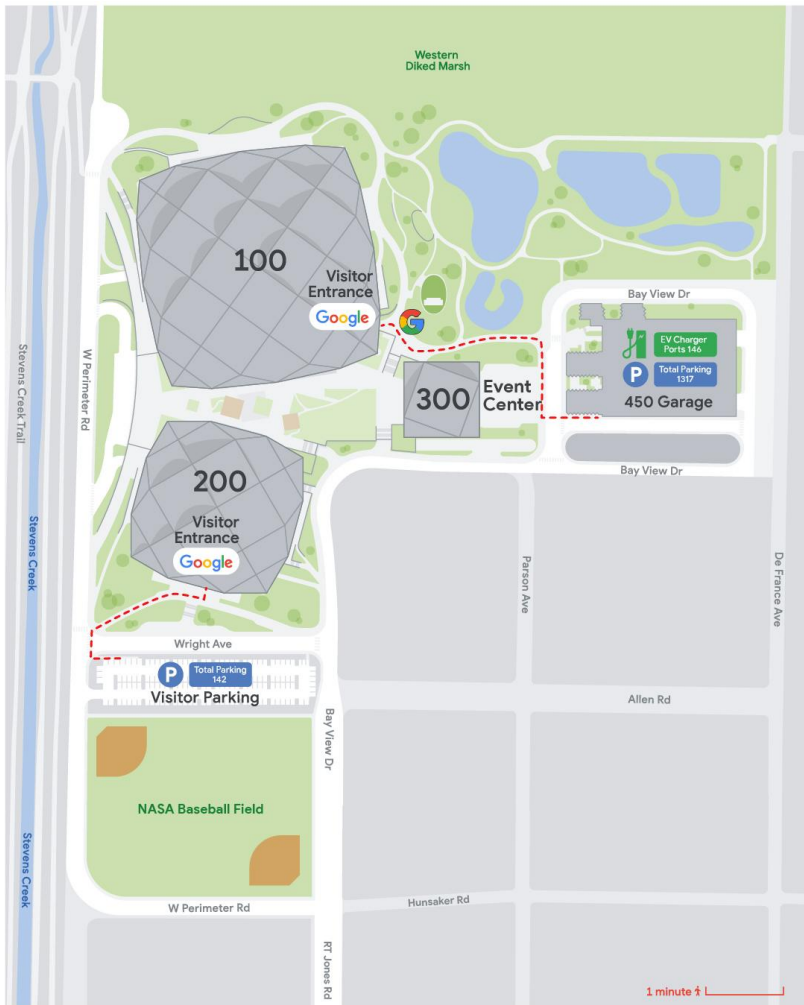 Western
Diked Marsh
100
Visitor
Entrance
Google
G
Bay View Dr
EV Charger
Ports 146
P
Total Parking
1317
450 Garage
300
Event
Center
Bay View Dr
200
Visitor
Entrance
Google
Stevens Creek Trail
W Perimeter Rd
Stevens Creek
Parson Ave
De France Ave
Wright Ave
P
Total Parking
142
Visitor Parking
Allen Rd
Bay View Dr
NASA Baseball Field
Stevens Creek
W Perimeter Rd
Hunsaker Rd
RT Jones Rd
1 minute